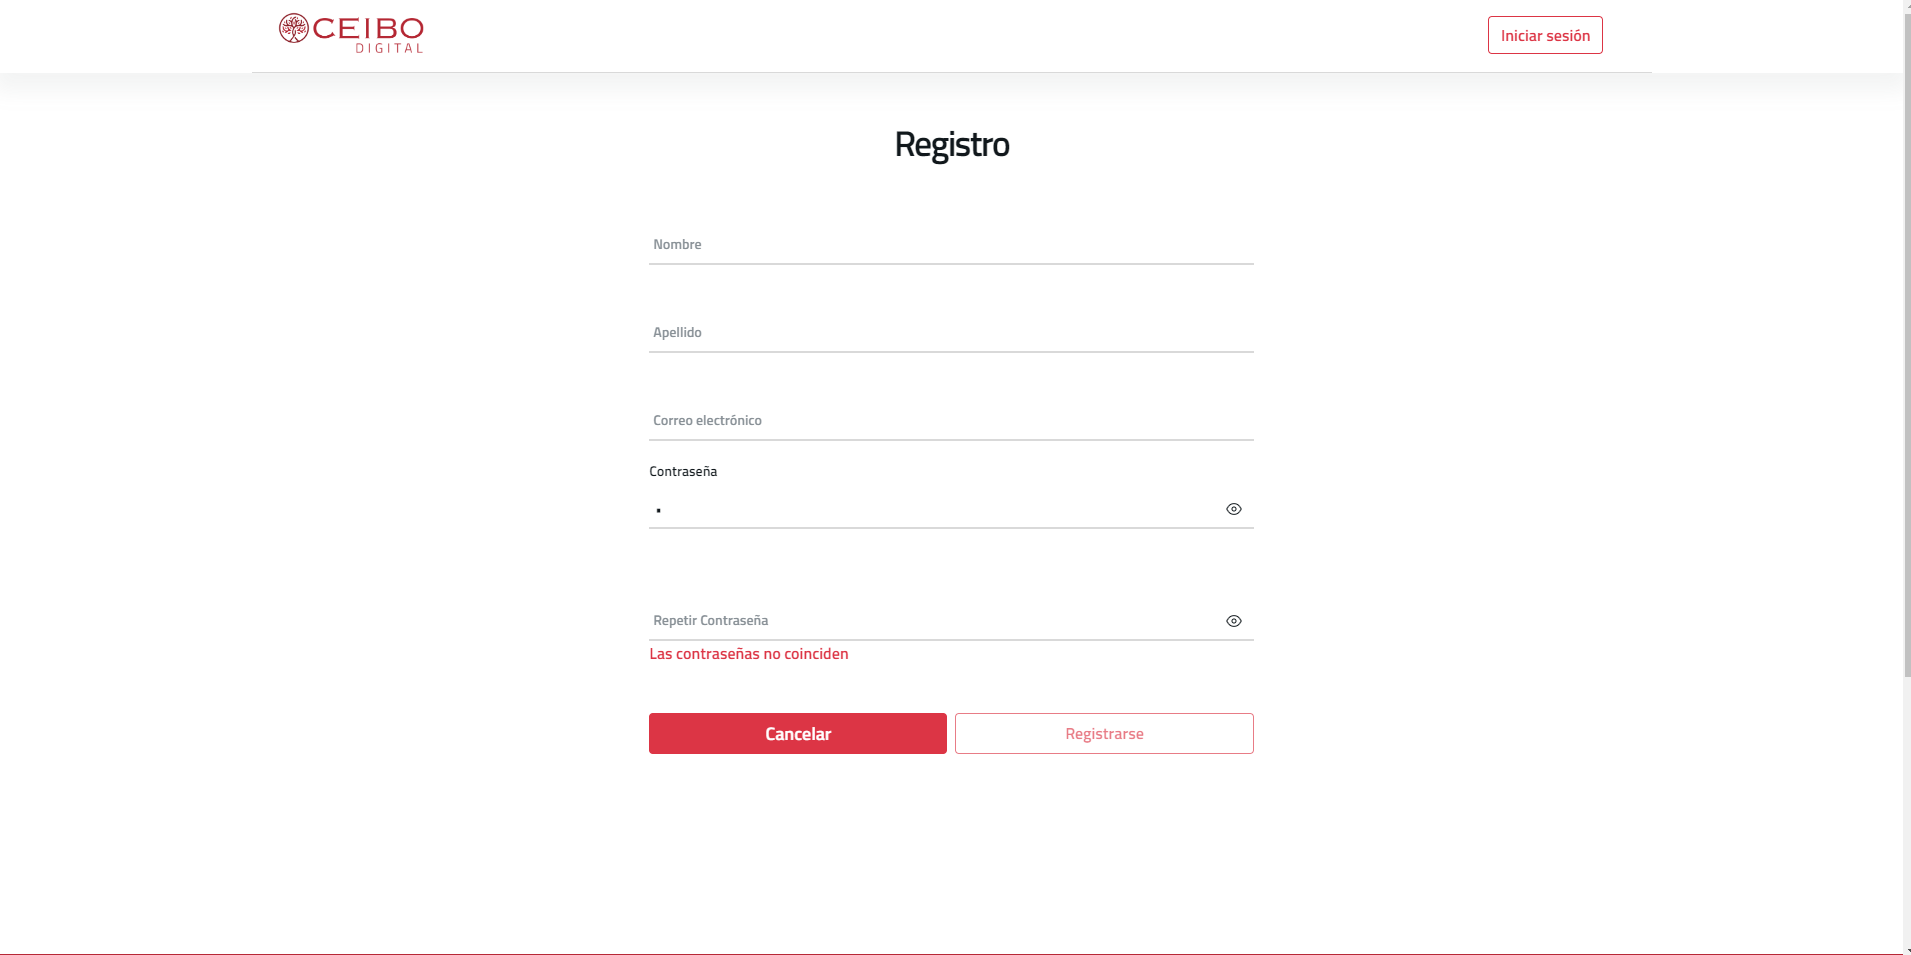 CEIBO
DIGITAL
Iniciar sesión
Registro
Nombre
Apellido
Correo electrónico
Contraseña
Repetir Contraseña
Las contraseñas no coinciden
Cancelar
Registrarse